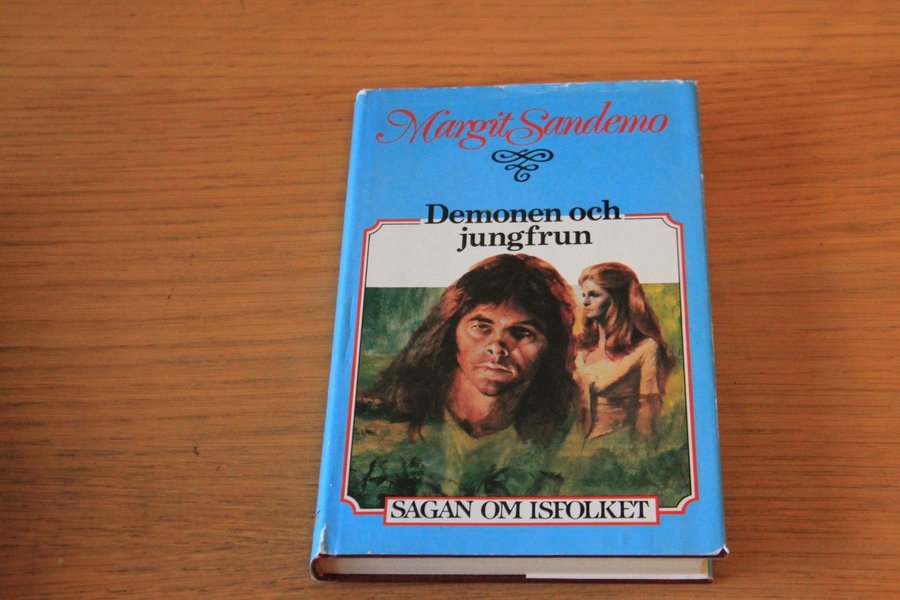 Margit Sandemo
Demonen och
jungfrun
SAGAN OM ISFOLKET